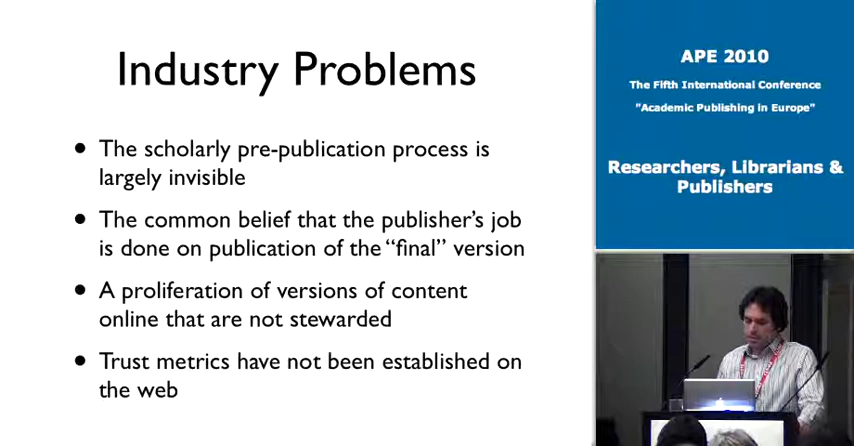 Industry Problems
• The scholarly pre-publication process is
largely invisible
• The common belief that the publisher's job
is done on publication of the “final” version
• A proliferation of versions of content
online that are not stewarded
• Trust metrics have not been established on
the web
APE 2010
The Fifth International Conference
"Academic Publishing in Europe"
Researchers, Librarians &
Publishers